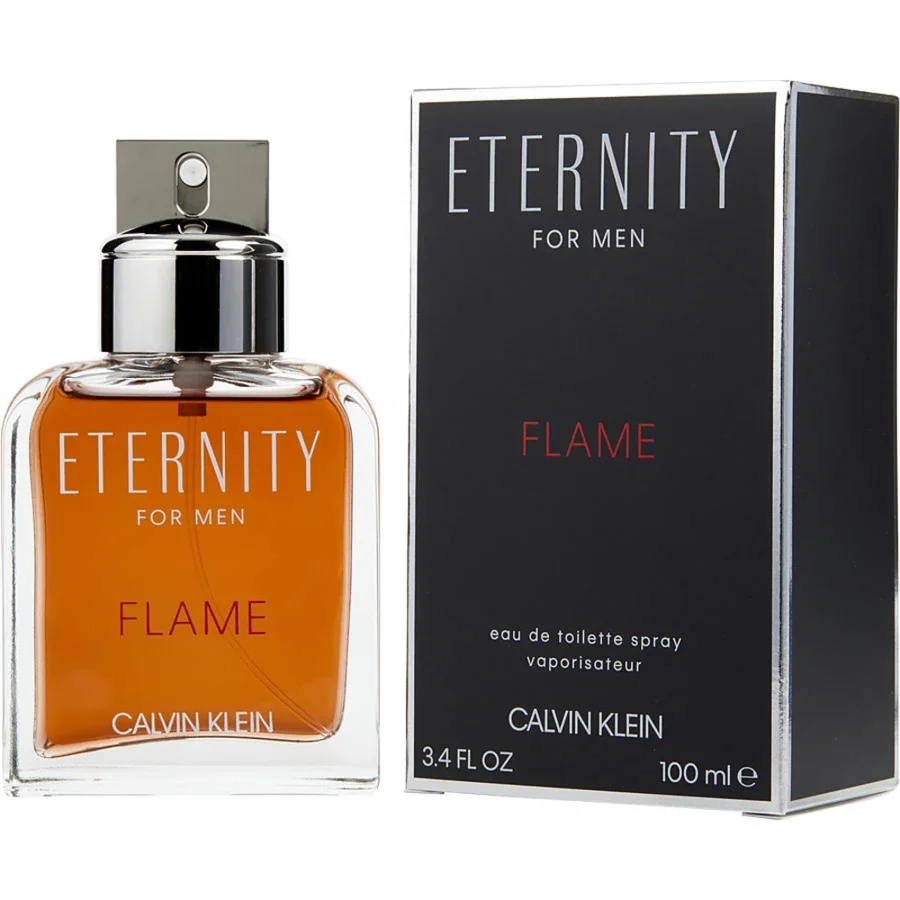 ETERNITY
FOR MEN
FLAME
CALVIN KLEIN
ETERNITY
FOR MEN
FLAME
eau de toilette spray
vaporisateur
CALVIN KLEIN
3.4 FL OZ 100 ml ℮